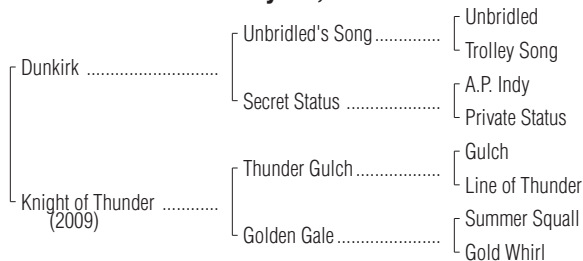 Dunkirk ............................
Unbridled's Song ..............
Unbridled
Trolley Song
Secret Status ....................
A.P. Indy
Private Status
Knight of Thunder ............
(2009)
Thunder Gulch ..................
Gulch
Line of Thunder
Golden Gale ......................
Summer Squall
Gold Whirl